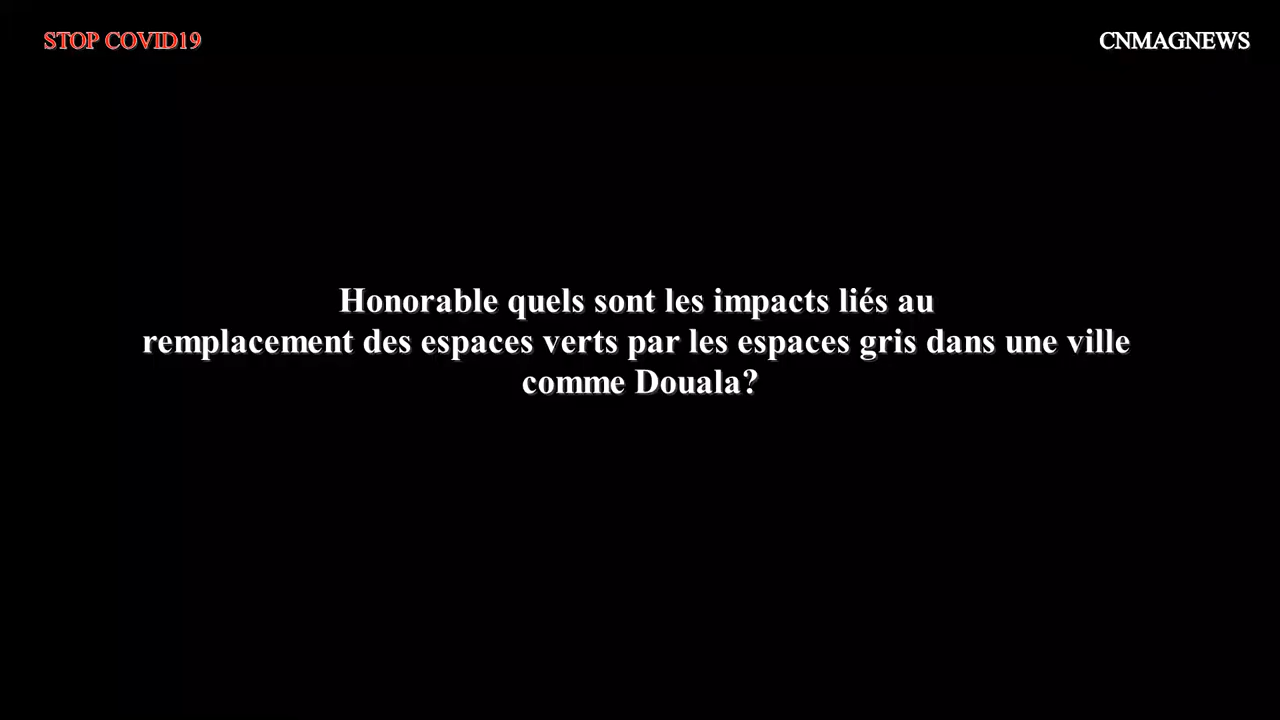 STOP COVID19
CNMAGNEWS
Honorable quels sont les impacts liés au
remplacement des espaces verts par les espaces gris dans une ville
comme Douala?